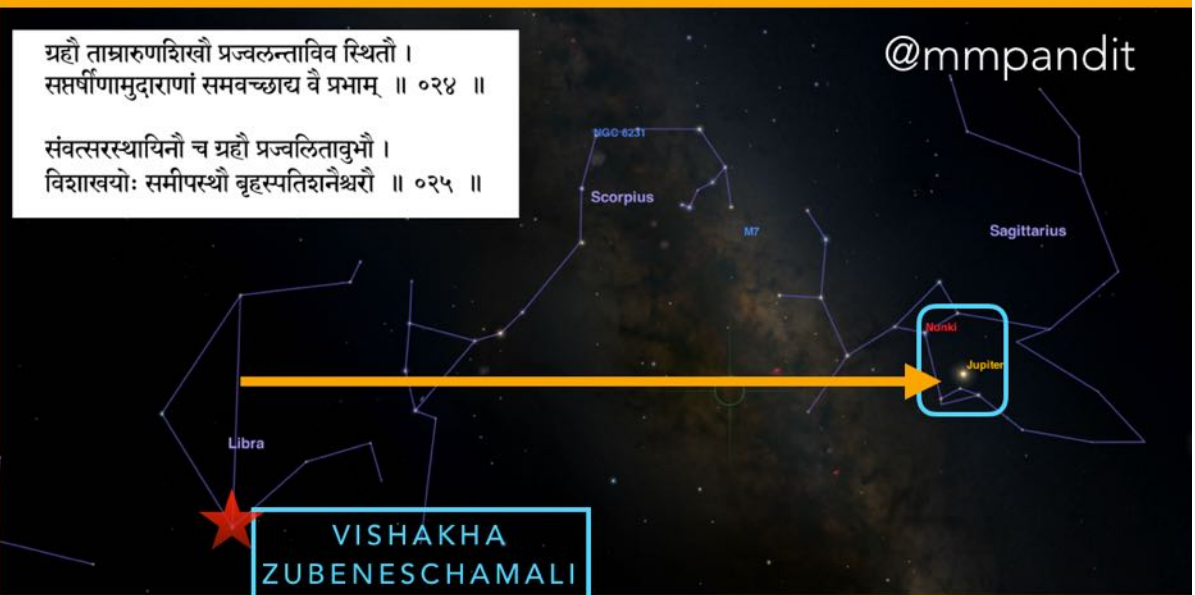 ग्रहौ ताम्रारुणशिखौ प्रज्वलन्ताविव स्थितौ ।
सप्तर्षीणामुदाराणां समवच्छाद्य वै प्रभाम् ॥ ०२४ ॥
संवत्सरस्थायिनौ च ग्रहौ प्रज्वलितावुभौ ।
विशाखयोः समीपस्थौ बृहस्पतिशनैश्चरौ ॥ ०२५ ॥
@mmpandit
NGC 6231
Scorpius
M7
Sagittarius
Nunki
Jupiter
Libra
VISHAKHA
ZUBENESCHAMALI